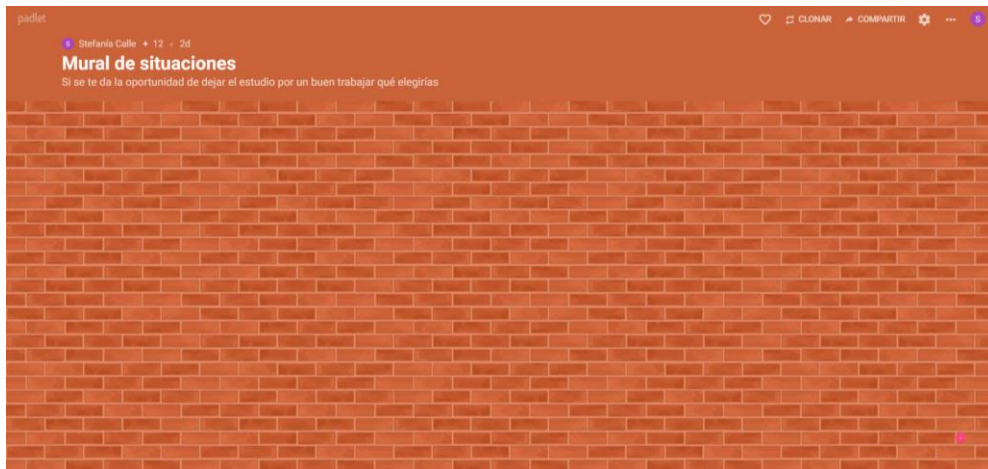 padlet
CLONAR COMPARTIR ... S
S Stefanía Calle + 12 • 2d
Mural de situaciones
Si se te da la oportunidad de dejar el estudio por un buen trabajar qué elegirías